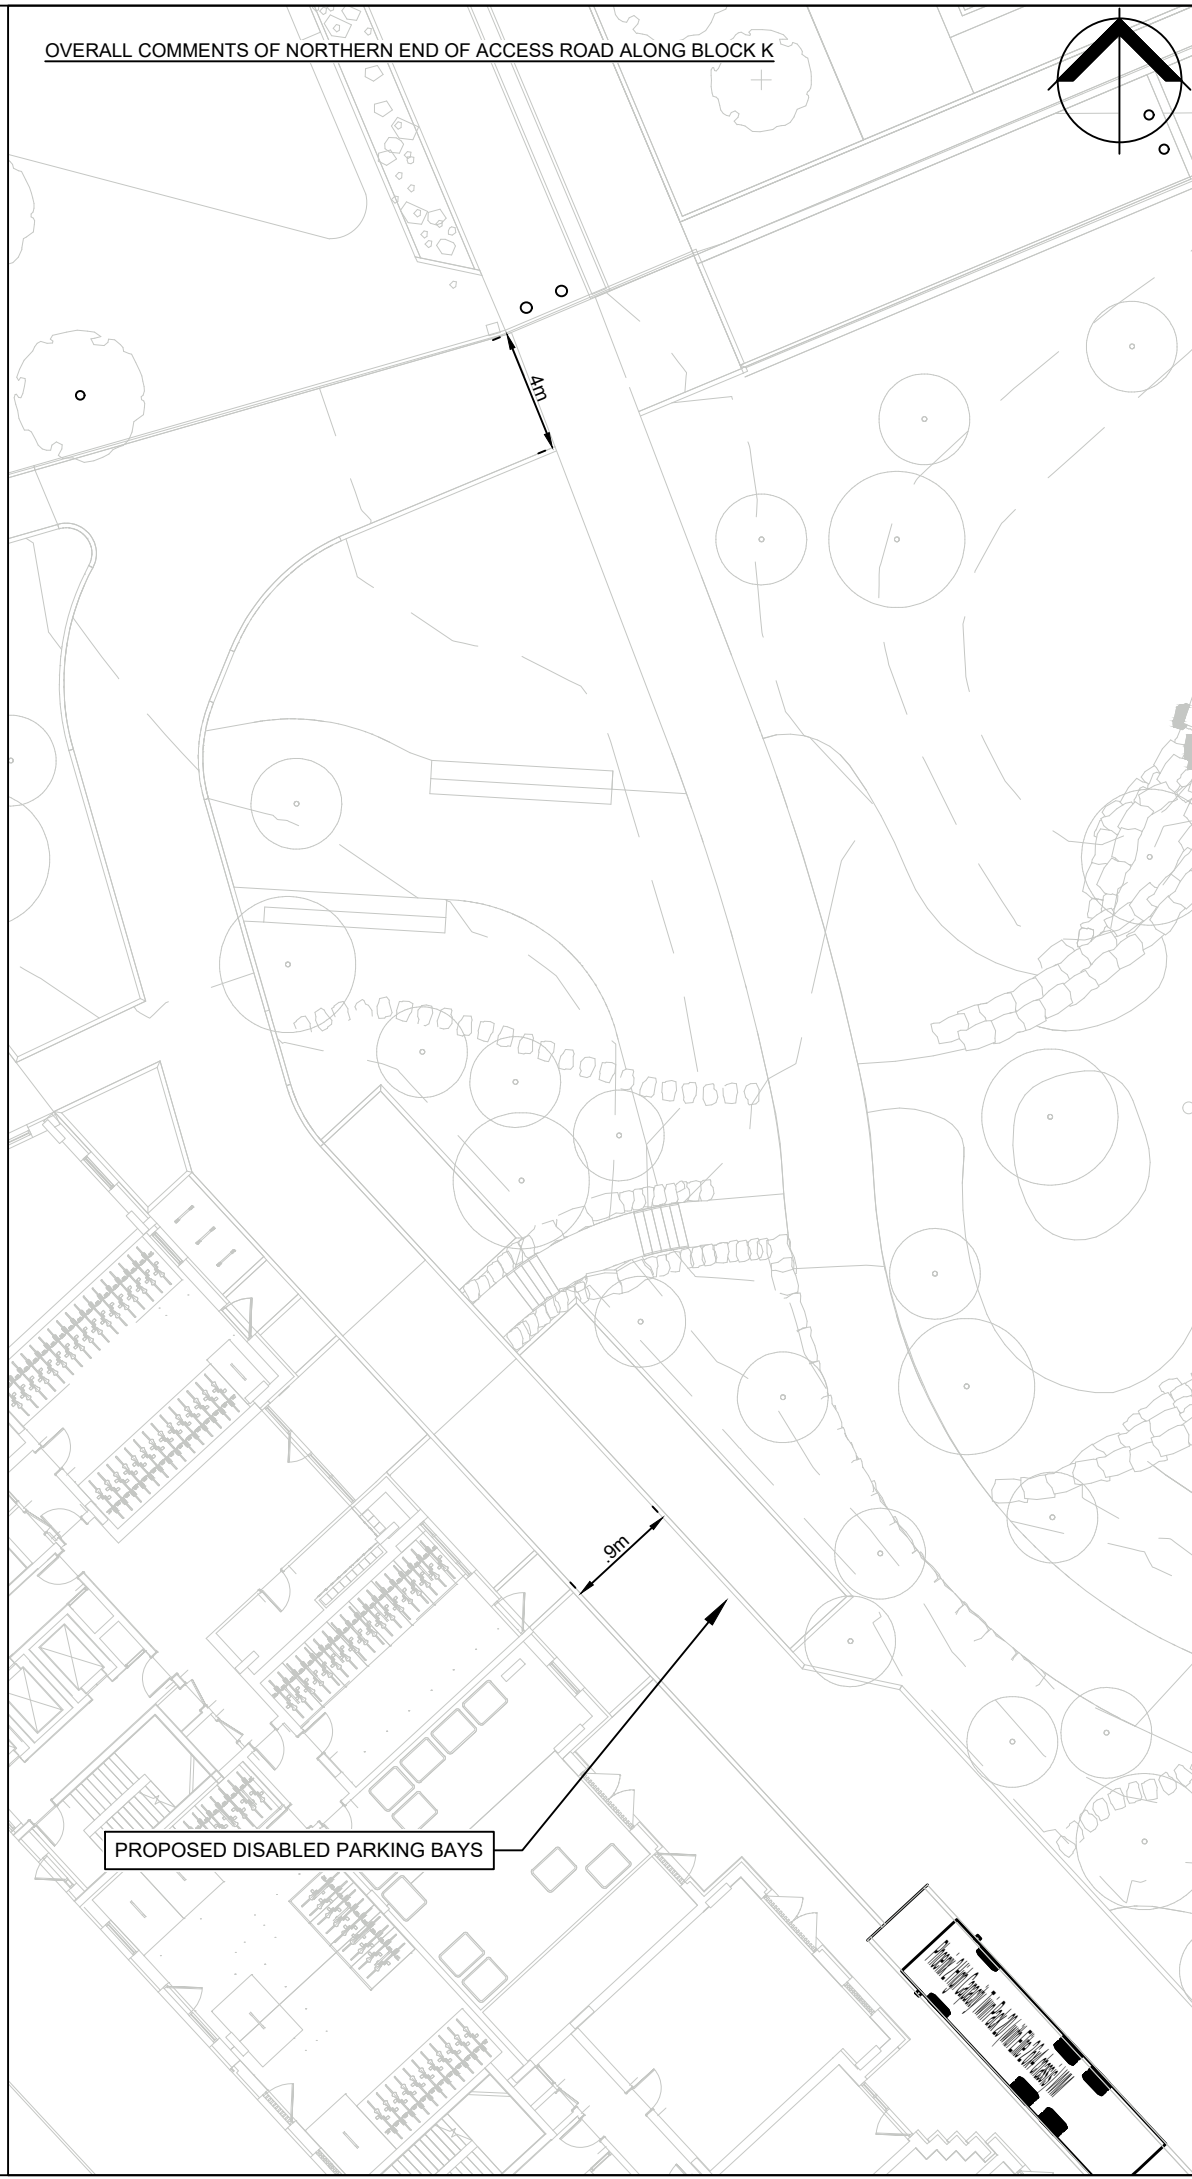 OVERALL COMMENTS OF NORTHERN END OF ACCESS ROAD ALONG BLOCK K
4m
.9m
PROPOSED DISABLED PARKING BAYS